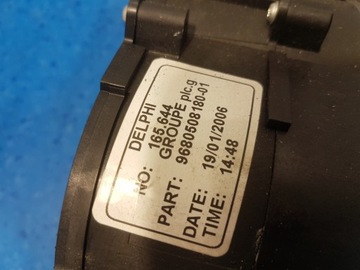 DELPHI
NO: 165,644
GROUPE plc,g
PART: 9680508180-01
DATE: 19/01/2006
TIME: 14:48